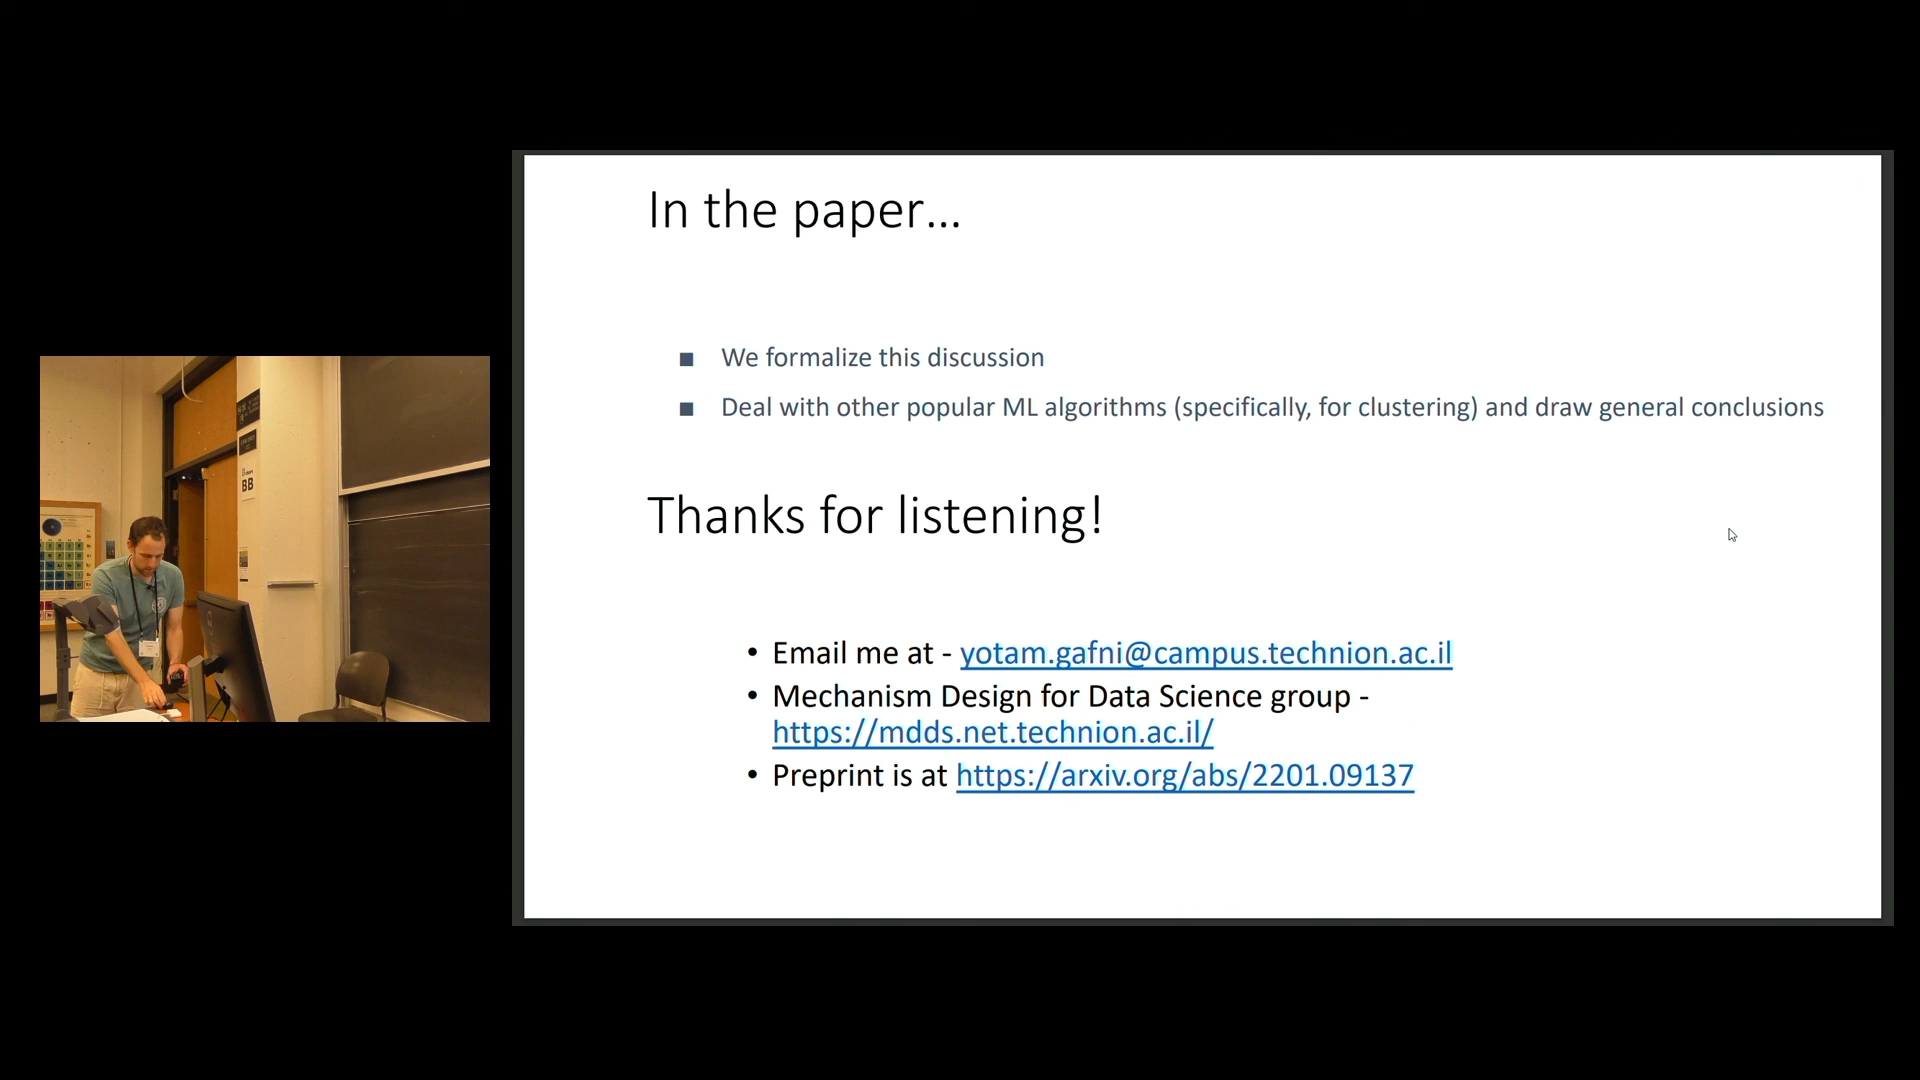 In the paper...
■ We formalize this discussion
■ Deal with other popular ML algorithms (specifically, for clustering) and draw general conclusions
Thanks for listening!
• Email me at - yotam.gafni@campus.technion.ac.il
• Mechanism Design for Data Science group -
https://mdds.net.technion.ac.il/
• Preprint is at https://arxiv.org/abs/2201.09137
BB